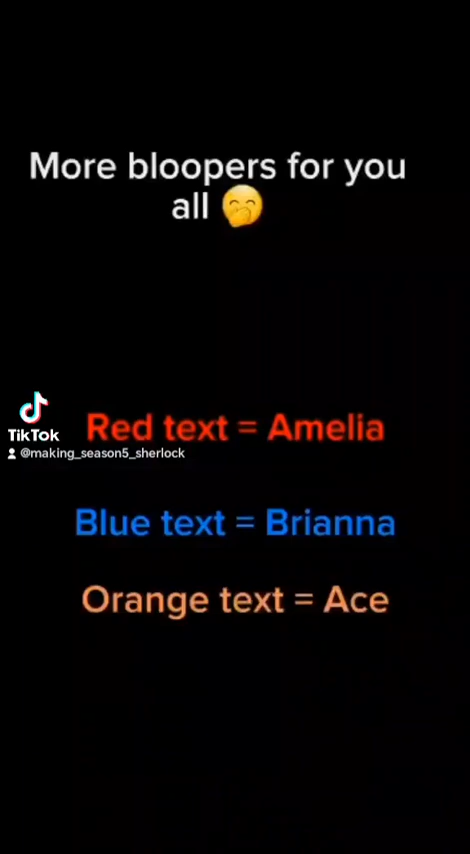 More bloopers for you
all 🤭
TikTok
@making_season5_sherlock
Red text = Amelia
Blue text = Brianna
Orange text = Ace